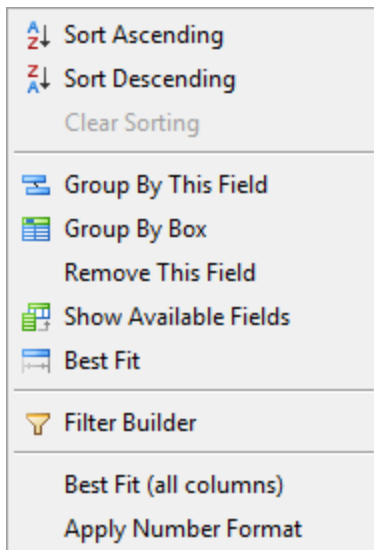 Sort Ascending
Sort Descending
Clear Sorting
Group By This Field
Group By Box
Remove This Field
Show Available Fields
Best Fit
Filter Builder
Best Fit (all columns)
Apply Number Format